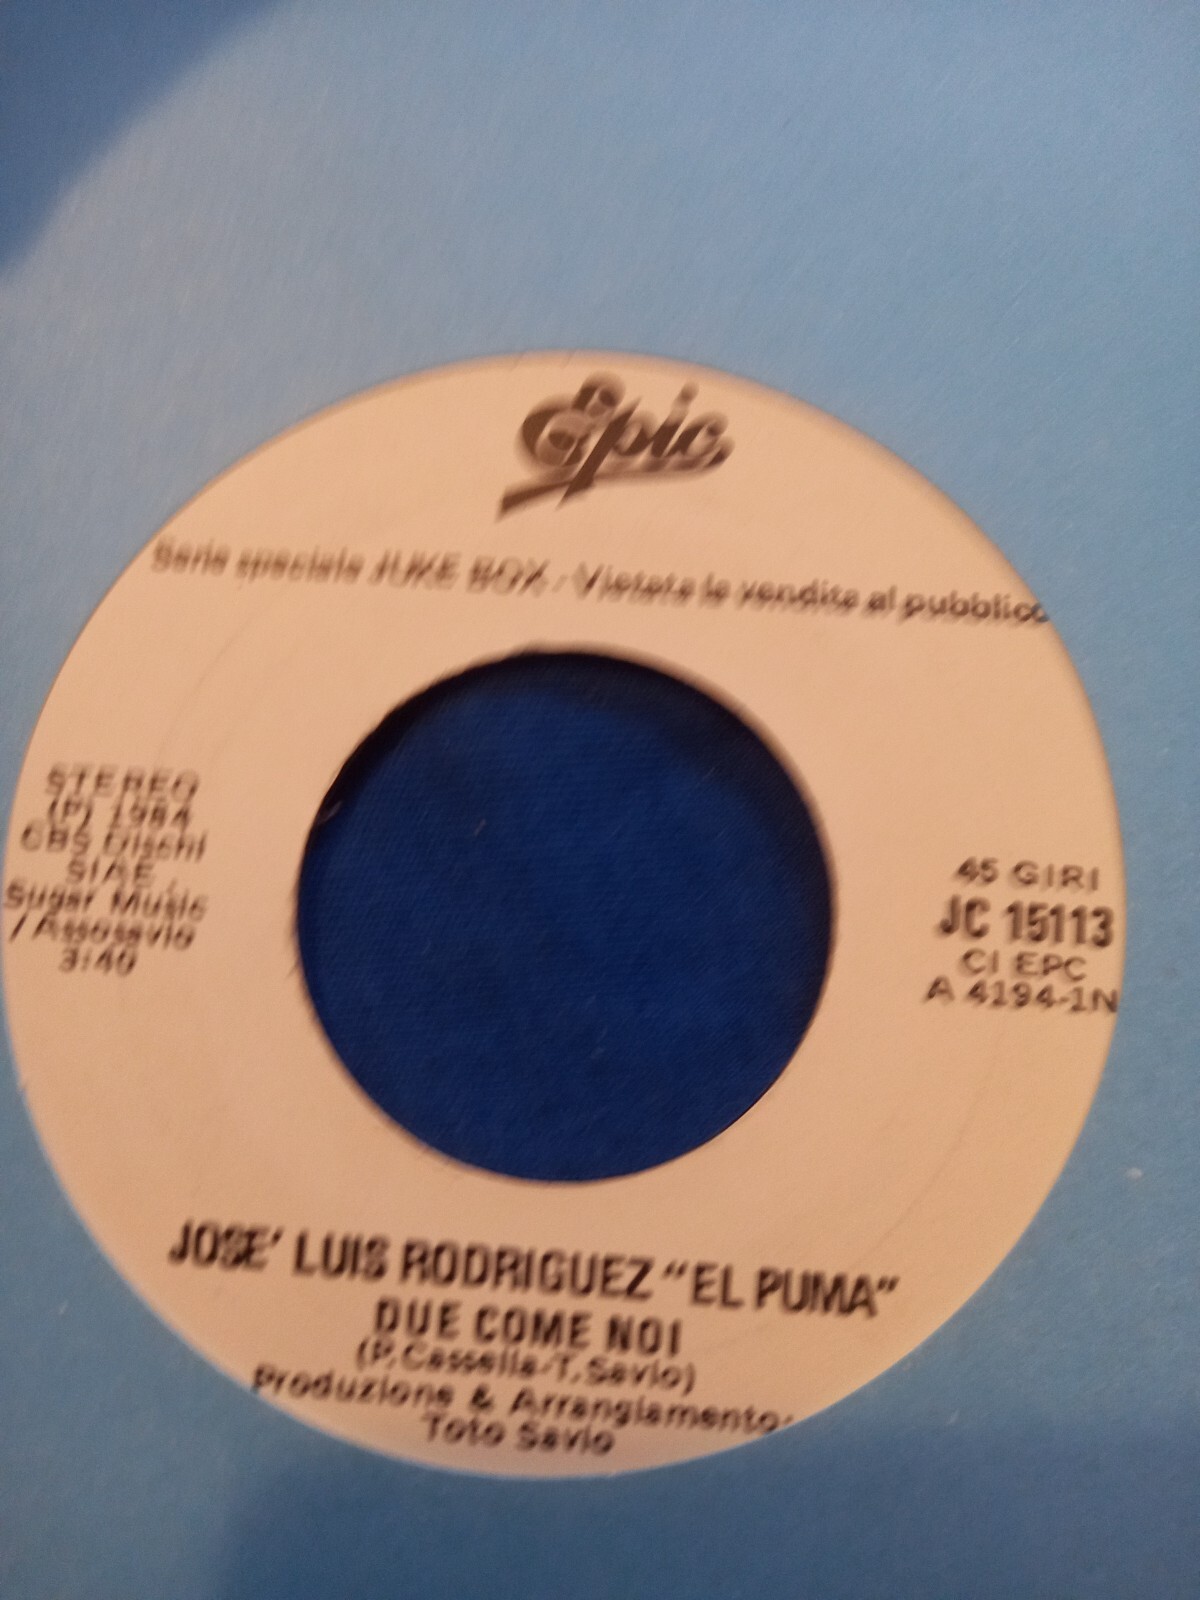 Epic
Serie speciale JUKE BOX - Vietata la vendita al pubblico
STEREO
(P) 1984
CBS Dischi
SIAE
Sugar Music
/ Assosavio
3:40
45 GIRI
JC 15113
CI EPC
A 4194-1N
JOSE' LUIS RODRIGUEZ "EL PUMA"
DUE COME NOI
(P. Cassella-T. Savio)
Produzione & Arrangiamento:
Toto Savio